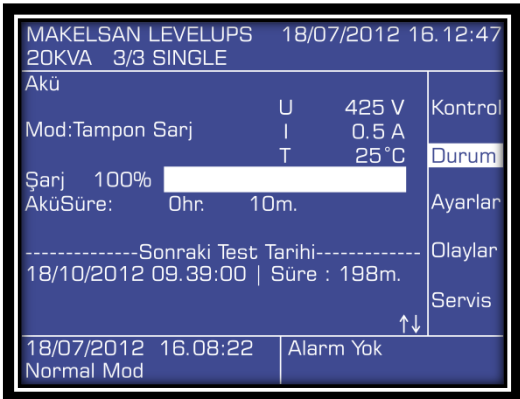 MAKELSAN LEVELUPS 18/07/2012 16.12:47
20KVA 3/3 SINGLE
Akü
U 425 V
Mod:Tampon Sarj I 0.5 A
T 25°C
Şarj 100%
AküSüre: 0hr. 10m.
-------------Sonraki Test Tarihi------------
18/10/2012 09.39:00 | Süre : 198m.
↑↓
Kontrol
Durum
Ayarlar
Olaylar
Servis
18/07/2012 16.08:22
Normal Mod
Alarm Yok